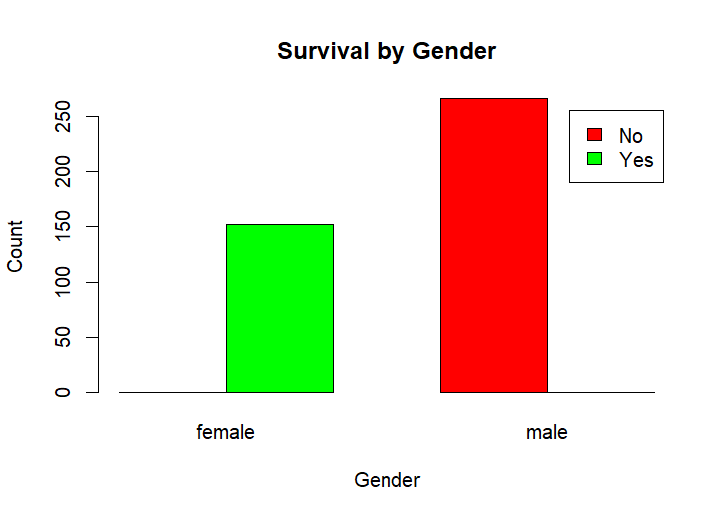 Survival by Gender
Count
250
200
150
100
50
0
No
Yes
female
male
Gender